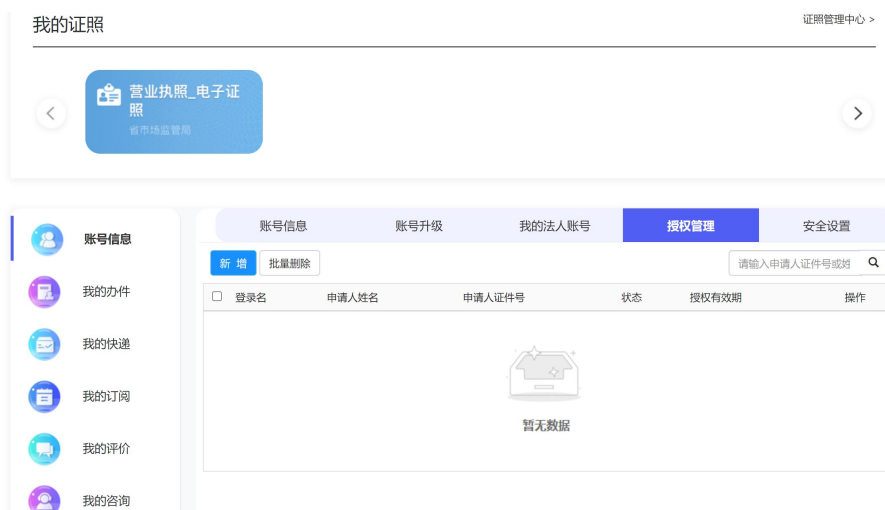 我的证照
证照管理中心 >
营业执照_电子证
照
省市场监管局
账号信息
我的办件
我的快递
我的订阅
我的评价
我的咨询
账号信息 账号升级 我的法人账号 授权管理 安全设置
新 增 批量删除 请输入申请人证件号或姓
登录名 申请人姓名 申请人证件号 状态 授权有效期 操作
暂无数据